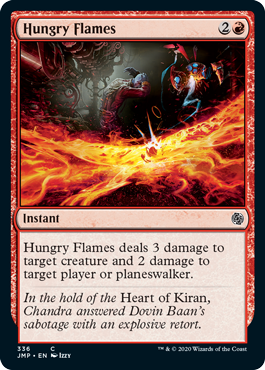 Hungry Flames 2
Instant
Hungry Flames deals 3 damage to
target creature and 2 damage to
target player or planeswalker.
In the hold of the Heart of Kiran,
Chandra answered Dovin Baan's
sabotage with an explosive retort.
336 C
JMP • EN Izzy
™ & © 2020 Wizards of the Coast